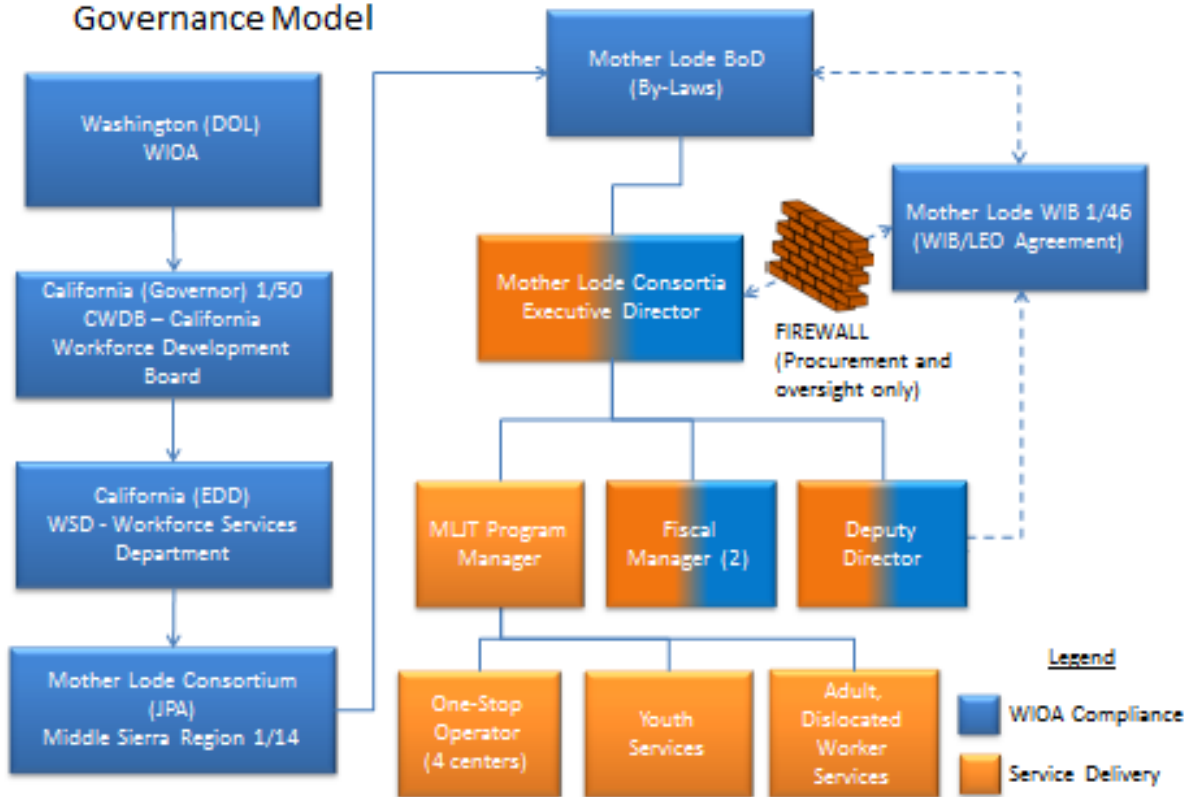 Governance Model
Washington (DOL)
WIOA
California (Governor) 1/50
CWDB – California
Workforce Development
Board
California (EDD)
WSD - Workforce Services
Department
Mother Lode Consortium
(JPA)
Middle Sierra Region 1/14
Mother Lode BoD
(By-Laws)
Mother Lode WIB 1/46
(WIB/LEO Agreement)
Mother Lode Consortia
Executive Director
FIREWALL
(Procurement and
oversight only)
MLJT Program
Manager
Fiscal
Manager (2)
Deputy
Director
One-Stop
Operator
(4 centers)
Youth
Services
Adult,
Dislocated
Worker
Services
Legend
WIOA Compliance
Service Delivery